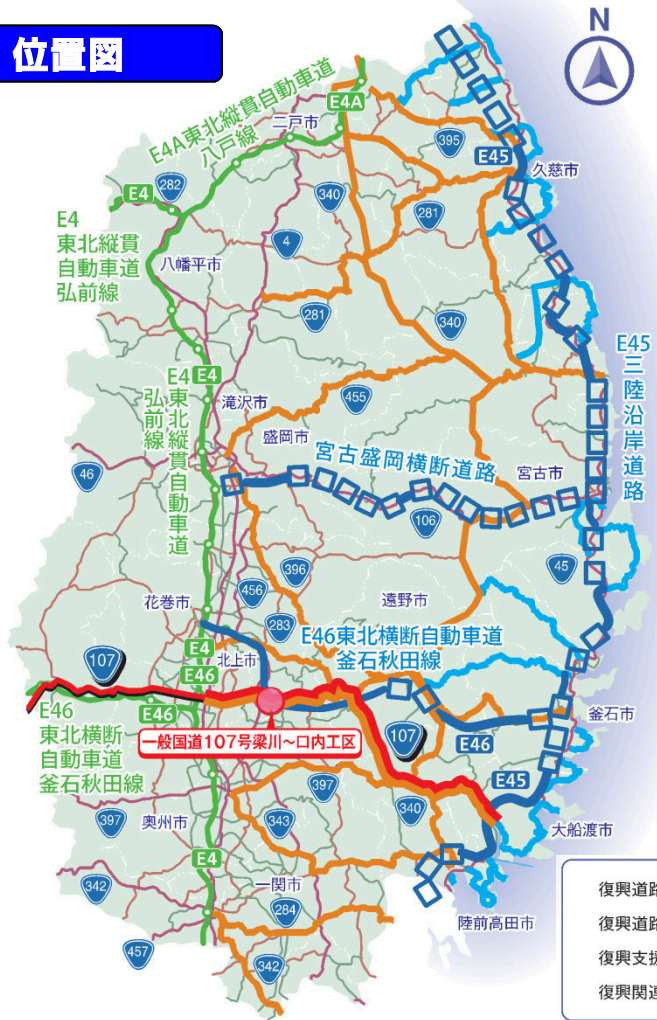 位置図
N
E4A東北縦貫自動車道
八戸線
二戸市
E4A
395
E45
久慈市
E4
282
340
281
4
E4
東北縦貫
自動車道
弘前線
八幡平市
281
340
E45
三陸沿岸道路
E4
E4東北縦貫自動車道
弘前線
滝沢市
455
盛岡市
宮古盛岡横断道路
宮古市
46
106
45
396
456
花巻市
283
遠野市
E46東北横断自動車道
釜石秋田線
E4
北上市
107
E46
E46
107
釜石市
E46
東北横断
自動車道
釜石秋田線
一般国道107号梁川～口内工区
E46
E45
397
340
397
奥州市
343
大船渡市
E4
342
一関市
284
陸前高田市
457
342
復興道路
復興道路
復興支援
復興関連